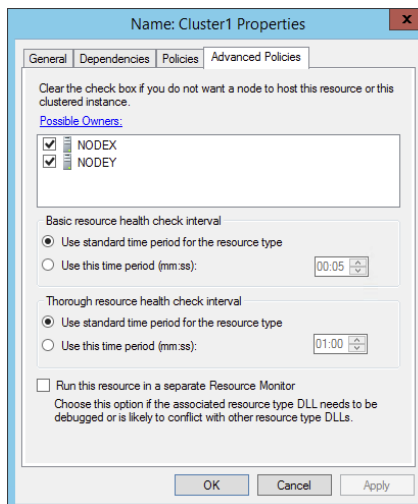 Name: Cluster1 Properties
x
General Dependencies Policies Advanced Policies
Clear the check box if you do not want a node to host this resource or this
clustered instance.
Possible Owners:
NODEX
NODEY
Basic resource health check interval
Use standard time period for the resource type
Use this time period (mm:ss): 00:05
Thorough resource health check interval
Use standard time period for the resource type
Use this time period (mm:ss): 01:00
Run this resource in a separate Resource Monitor
Choose this option if the associated resource type DLL needs to be
debugged or is likely to conflict with other resource type DLLs.
OK Cancel Apply